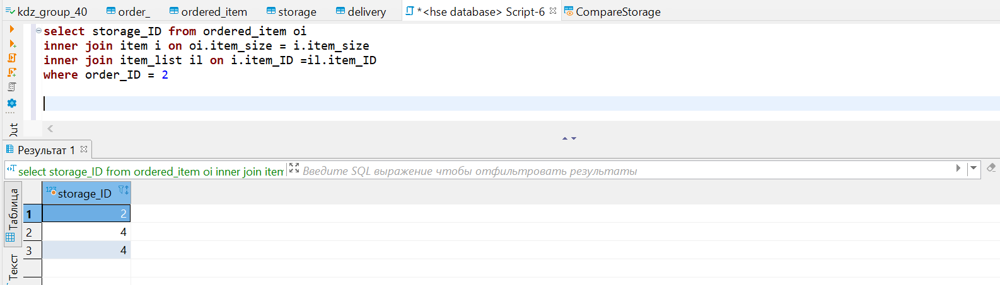 kdz_group_40 order_ ordered_item storage delivery *<hse database> Script-6 CompareStorage
select storage_ID from ordered_item oi
inner join item i on oi.item_size = i.item_size
inner join item_list il on i.item_ID =il.item_ID
where order_ID = 2
Out
Результат 1
select storage_ID from ordered_item oi inner join item Введите SQL выражение чтобы отфильтровать результаты
Таблица
123 storage_ID
1 2
2 4
3 4
Текст